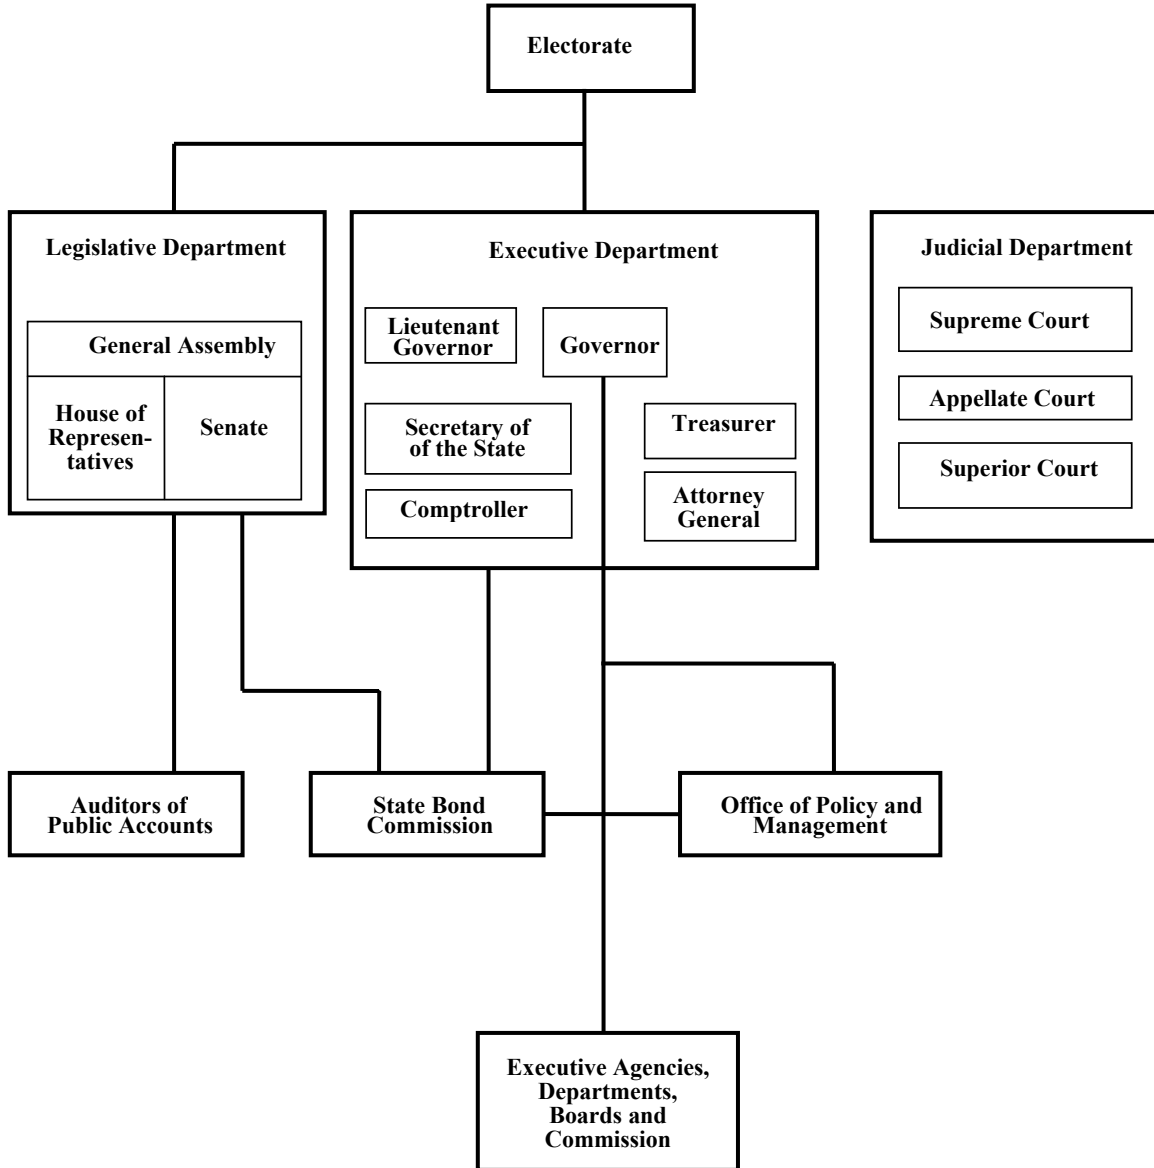 Electorate
Legislative Department
General Assembly
House of
Represen-
tatives
Senate
Executive Department
Lieutenant
Governor
Governor
Secretary of
of the State
Treasurer
Comptroller
Attorney
General
Judicial Department
Supreme Court
Appellate Court
Superior Court
Auditors of
Public Accounts
State Bond
Commission
Office of Policy and
Management
Executive Agencies,
Departments,
Boards and
Commission